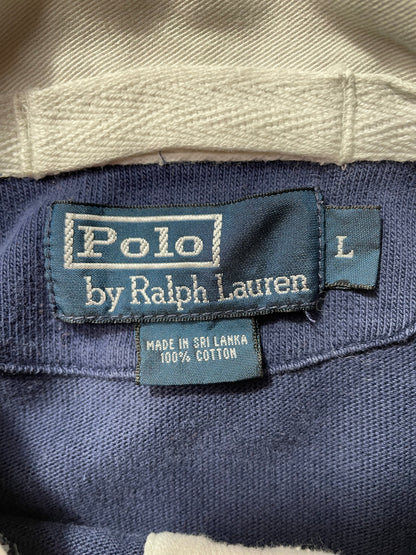 Polo
by Ralph Lauren
L
MADE IN SRI LANKA
100% COTTON